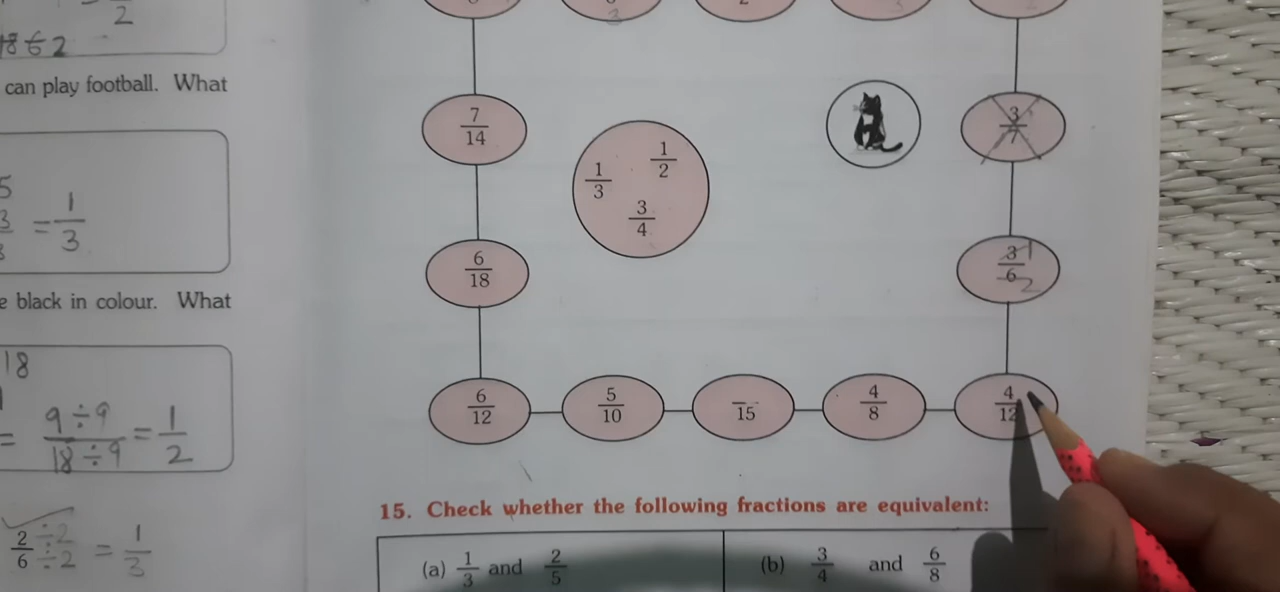 2
18 ÷ 2
can play football. What
5
3
= 1/3
e black in colour. What
18
= 9 ÷ 9 / 18 ÷ 9 = 1/2
2/6 ÷2/÷2 = 1/3
7/14
1/3 1/2 3/4
3/7
6/18
3/6 1 2
6/12 5/10 –/15 4/8 4/12
15. Check whether the following fractions are equivalent:
(a) 1/3 and 2/5 (b) 3/4 and 6/8